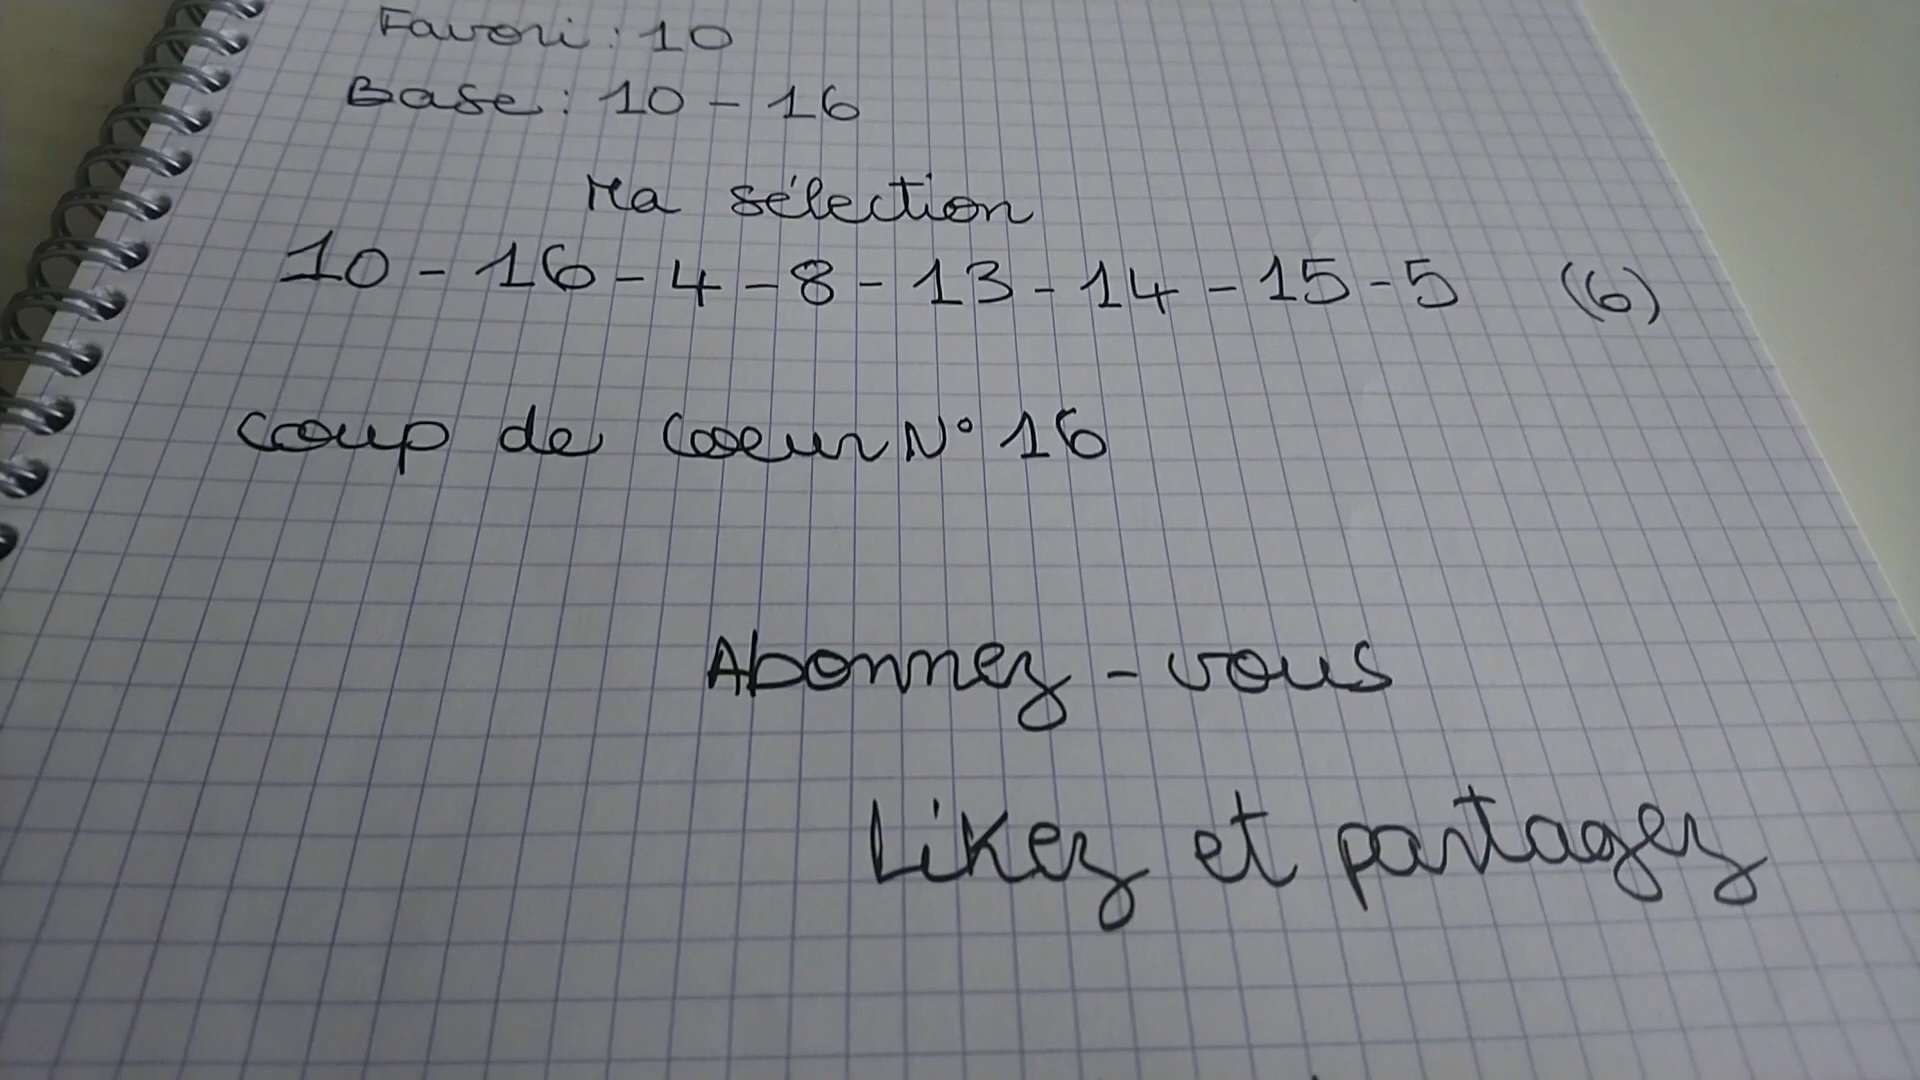 Favori : 10
Base : 10 - 16
Ma sélection
10 - 16 - 4 - 8 - 13 - 14 - 15 - 5 (6)
Coup de Coeur N° 16
Abonnez - vous
Likez et partagez